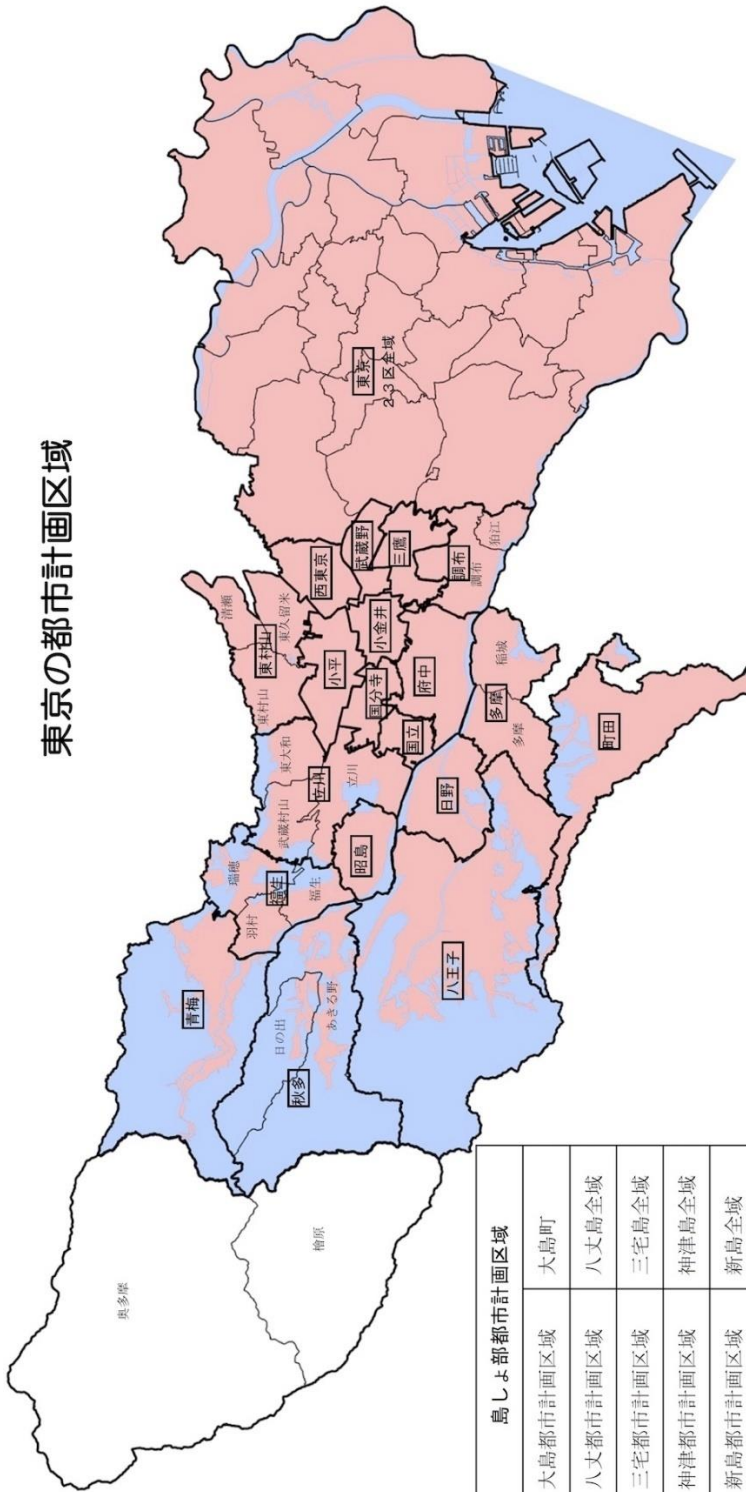 東京の都市計画区域
奥多摩
檜原
青梅
日の出
あきる野
秋多
瑞穂
羽村
福生
福生
武蔵村山
東大和
立川
立川
昭島
八王子
日野
東村山
清瀬
東村山
東久留米
小平
国分寺
国立
小金井
府中
西東京
武蔵野
三鷹
調布
調布
狛江
多摩
稲城
多摩
町田
東京
23区全域
島しょ部都市計画区域
大島都市計画区域 大島町
八丈都市計画区域 八丈島全域
三宅都市計画区域 三宅島全域
神津都市計画区域 神津島全域
新島都市計画区域 新島全域